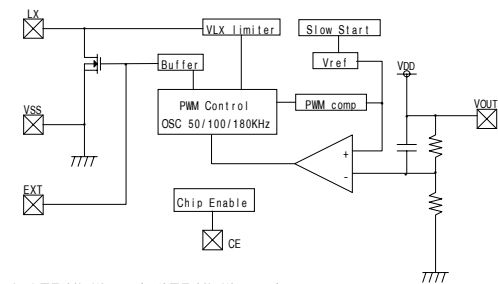 LX
VLX limiter
Slow Start
Buffer
Vref
VDD
PWM Control
OSC 50/100/180KHz
PWM comp
VOUT
VSS
+
-
EXT
Chip Enable
CE